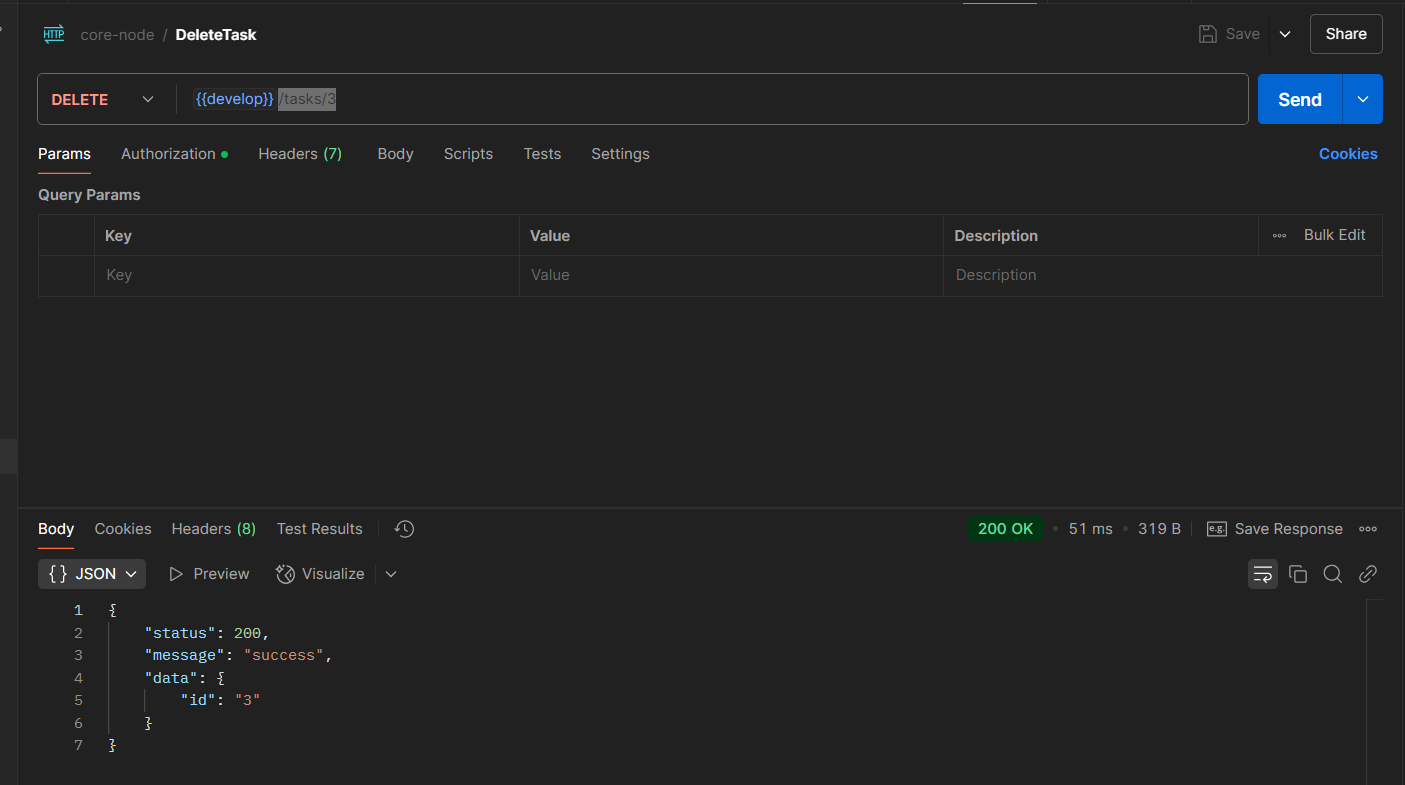 HTTP core-node / DeleteTask Save Share
DELETE {{develop}} /tasks/3 Send
Params Authorization Headers (7) Body Scripts Tests Settings Cookies
Query Params
Key Value Description Bulk Edit
Key Value Description
Body Cookies Headers (8) Test Results 200 OK 51 ms 319 B e.g. Save Response
{} JSON Preview Visualize
1 {
2 "status": 200,
3 "message": "success",
4 "data": {
5 "id": "3"
6 }
7 }